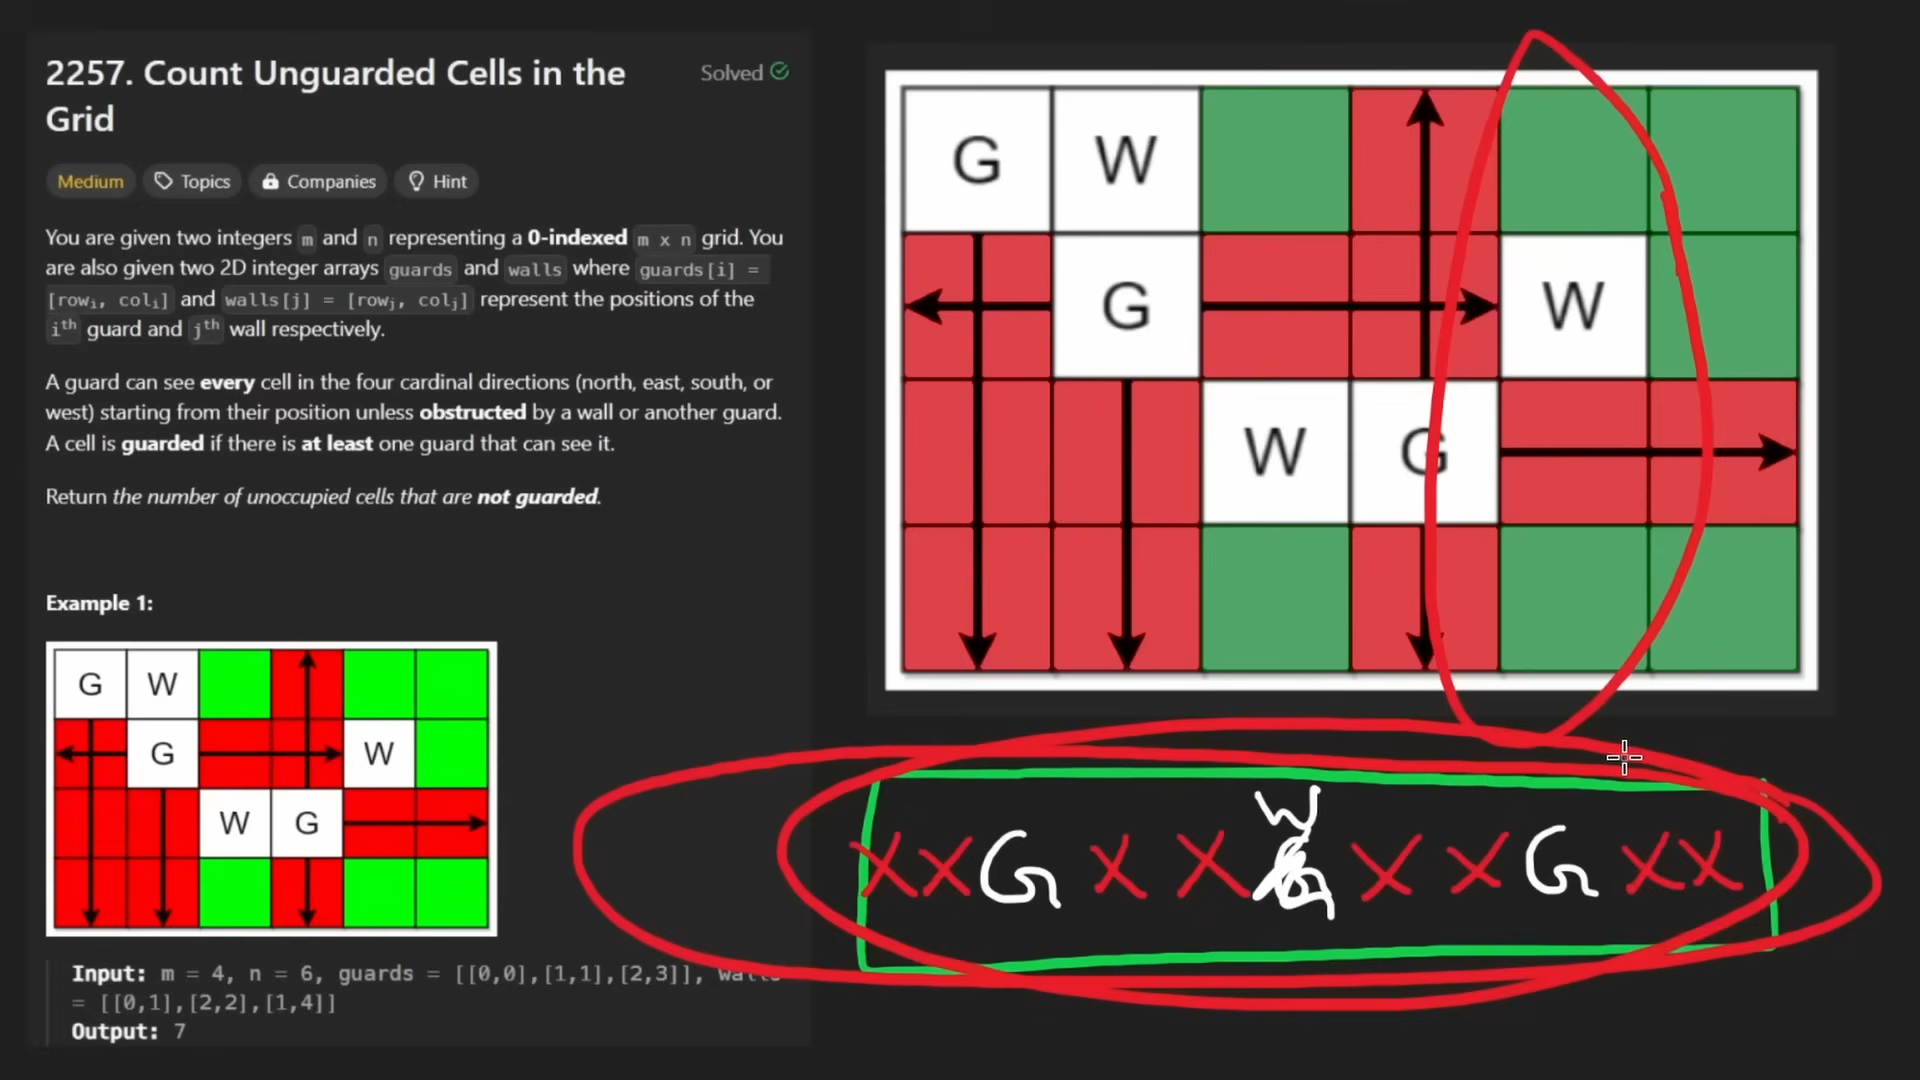 2257. Count Unguarded Cells in the
Grid
Solved
Medium
Topics
Companies
Hint
You are given two integers m and n representing a 0-indexed m x n grid. You
are also given two 2D integer arrays guards and walls where guards[i] =
[rowᵢ, colᵢ] and walls[j] = [rowⱼ, colⱼ] represent the positions of the
iᵗʰ guard and jᵗʰ wall respectively.
A guard can see every cell in the four cardinal directions (north, east, south, or
west) starting from their position unless obstructed by a wall or another guard.
A cell is guarded if there is at least one guard that can see it.
Return the number of unoccupied cells that are not guarded.
Example 1:
G W
G W
W G
Input: m = 4, n = 6, guards = [[0,0],[1,1],[2,3]], walls
= [[0,1],[2,2],[1,4]]
Output: 7
G W
G W
W G
W
X X G X X X X G X X